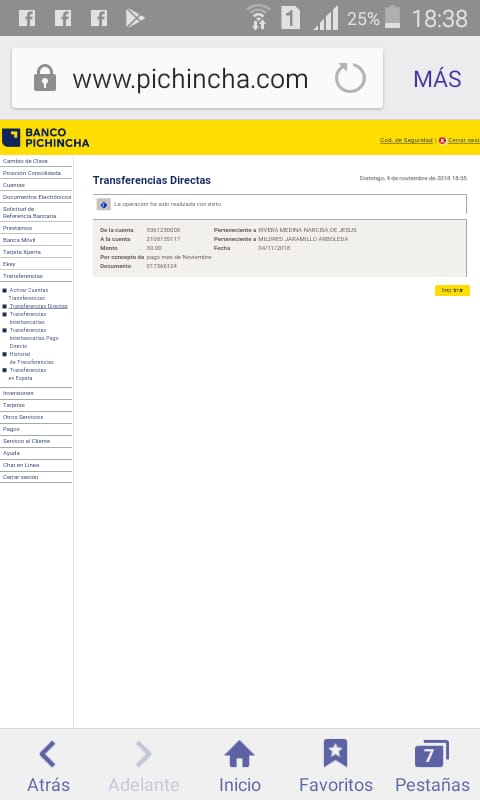 1
25%
18:38
www.pichincha.com
MÁS
BANCO
PICHINCHA
Cod. de Seguridad | Cerrar sesi
Cambio de Clave
Posición Consolidada
Cuentas
Documentos Electrónicos
Solicitud de
Referencia Bancaria
Préstamos
Banca Móvil
Tarjeta Xperta
Ekey
Transferencias
Activar Cuentas
Transferencias
Transferencias Directas
Transferencias
Interbancarias
Transferencias
Interbancarias Pago
Directo
Historial
de Transferencias
Transferencias
en Espera
Inversiones
Tarjetas
Otros Servicios
Pagos
Servicio al Cliente
Ayuda
Chat en Línea
Cerrar sesión
Transferencias Directas
Domingo, 4 de noviembre de 2018 18:35
La operación ha sido realizada con éxito.
De la cuenta 5361230000 Perteneciente a RIVERA MEDINA NARCISA DE JESUS
A la cuenta 2100135117 Perteneciente a MILDRED JARAMILLO ARBOLEDA
Monto 30.00 Fecha 04/11/2018
Por concepto de pago mes de Noviembre
Documento 017366124
Imprimir
Atrás
Adelante
Inicio
Favoritos
7
Pestañas